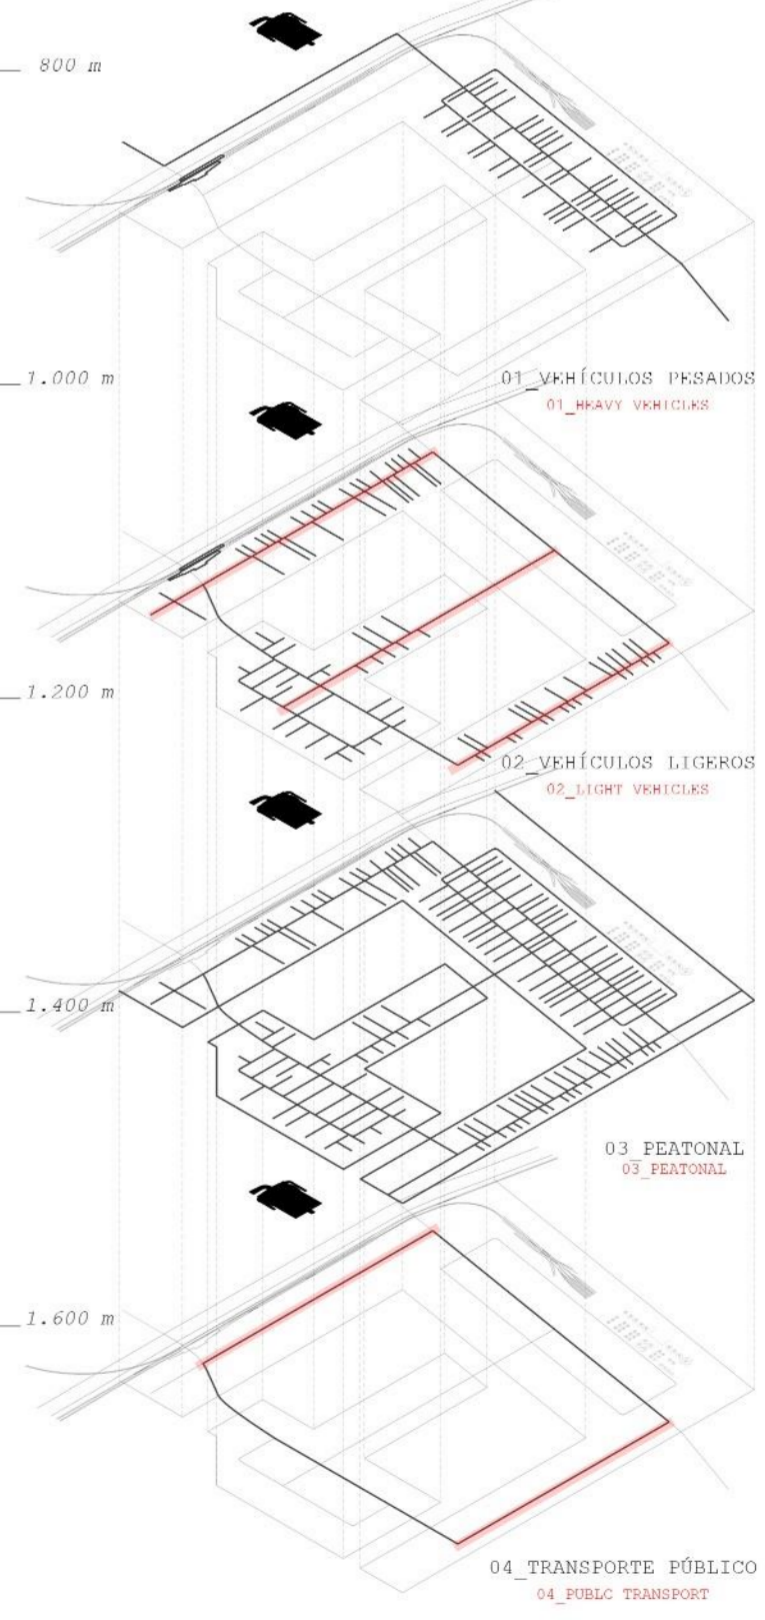 800 m
1.000 m
01_VEHÍCULOS PESADOS
01_HEAVY VEHICLES
1.200 m
02_VEHÍCULOS LIGEROS
02_LIGHT VEHICLES
1.400 m
03_PEATONAL
03_PEATONAL
1.600 m
04_TRANSPORTE PÚBLICO
04_PUBLC TRANSPORT